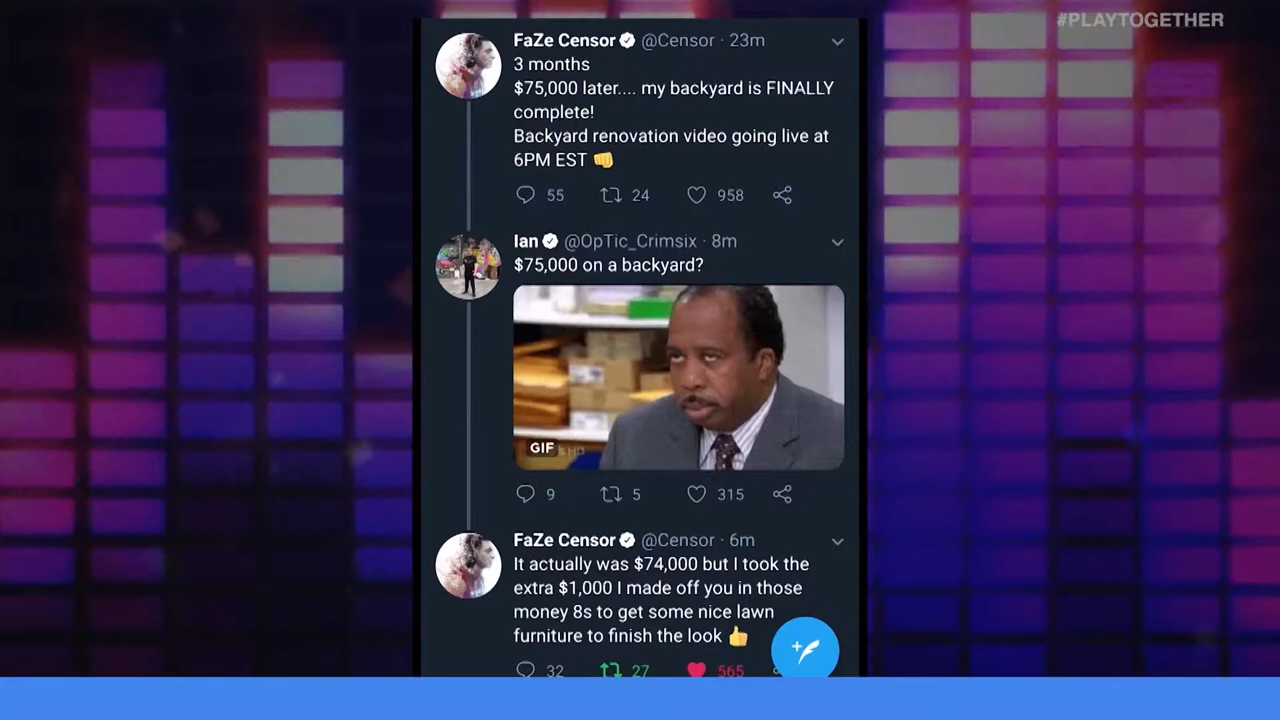 #PLAYTOGETHER
FaZe Censor @Censor · 23m
3 months
$75,000 later.... my backyard is FINALLY
complete!
Backyard renovation video going live at
6PM EST 👊
55 24 958
Ian @OpTic_Crimsix · 8m
$75,000 on a backyard?
GIF
9 5 315
FaZe Censor @Censor · 6m
It actually was $74,000 but I took the
extra $1,000 I made off you in those
money 8s to get some nice lawn
furniture to finish the look 👍
32 27 565